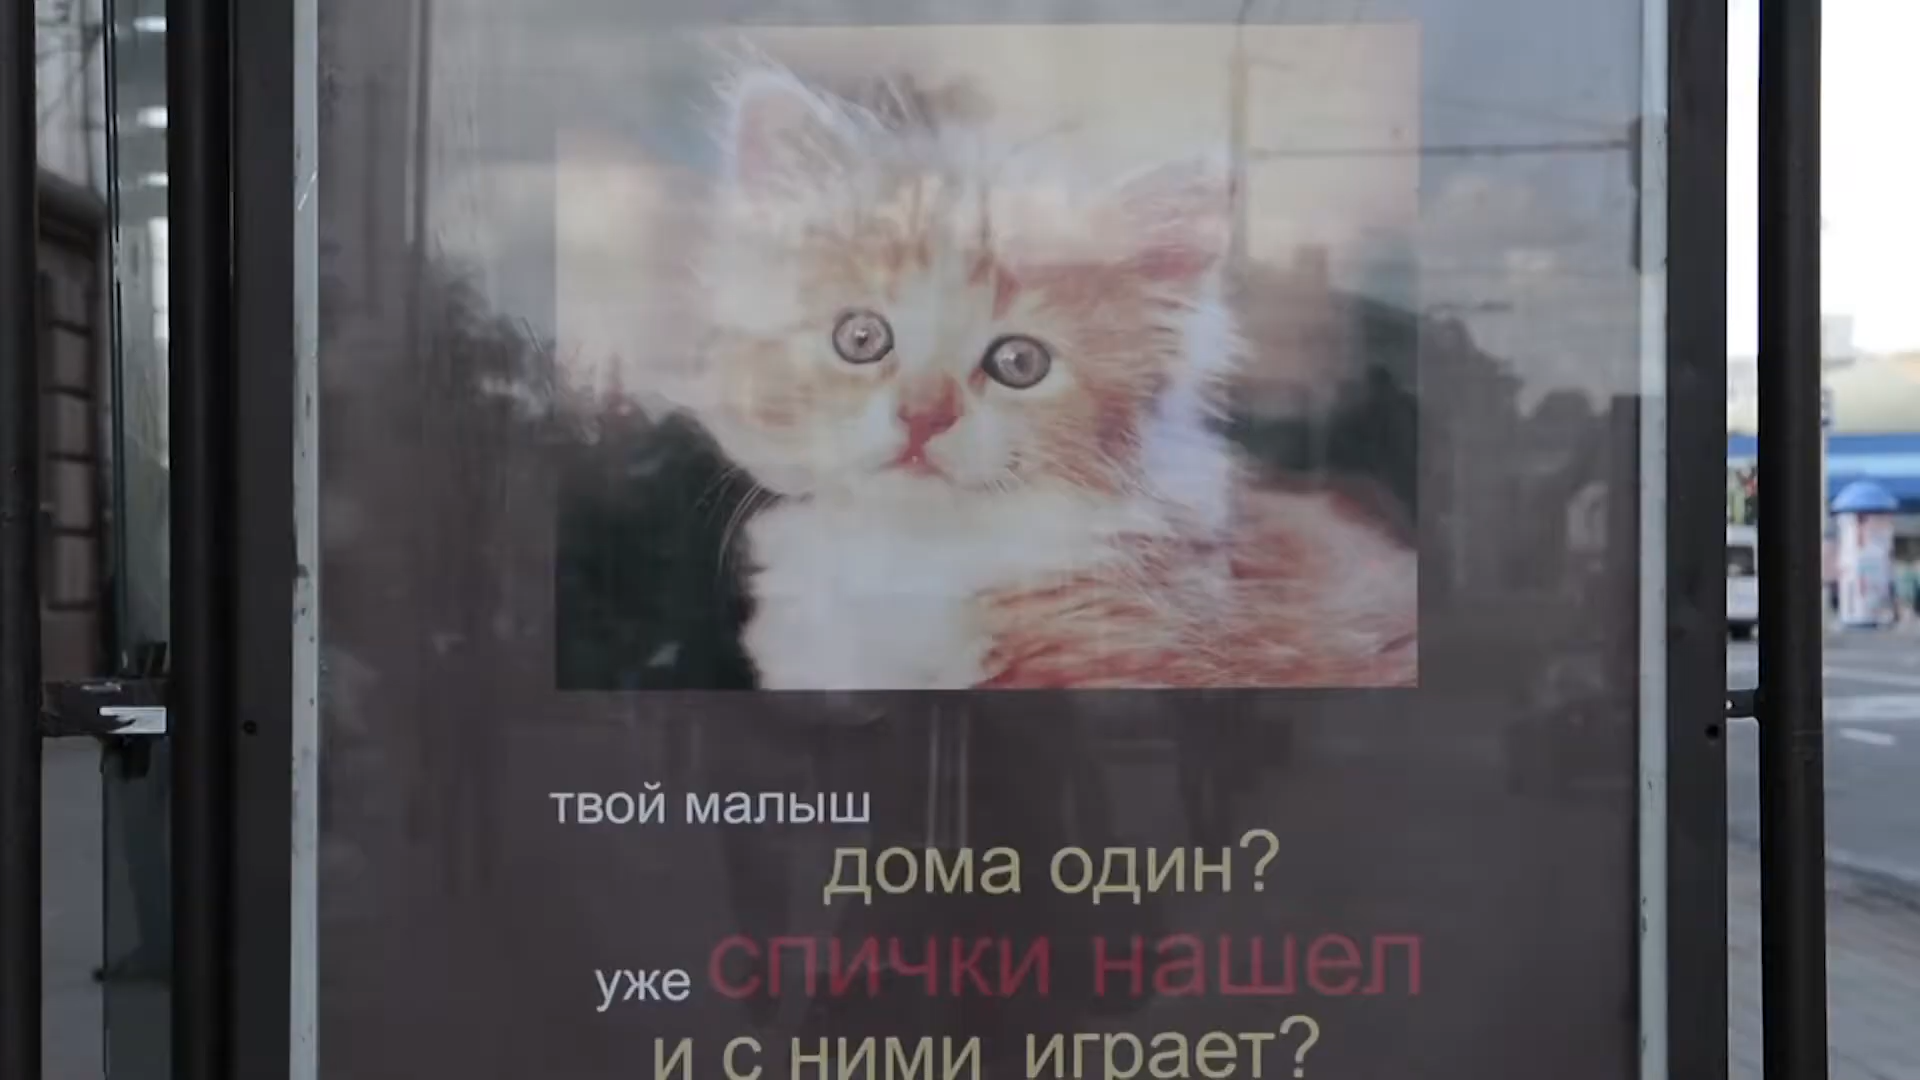 твой малыш
дома один?
уже спички нашел
и с ними играет?